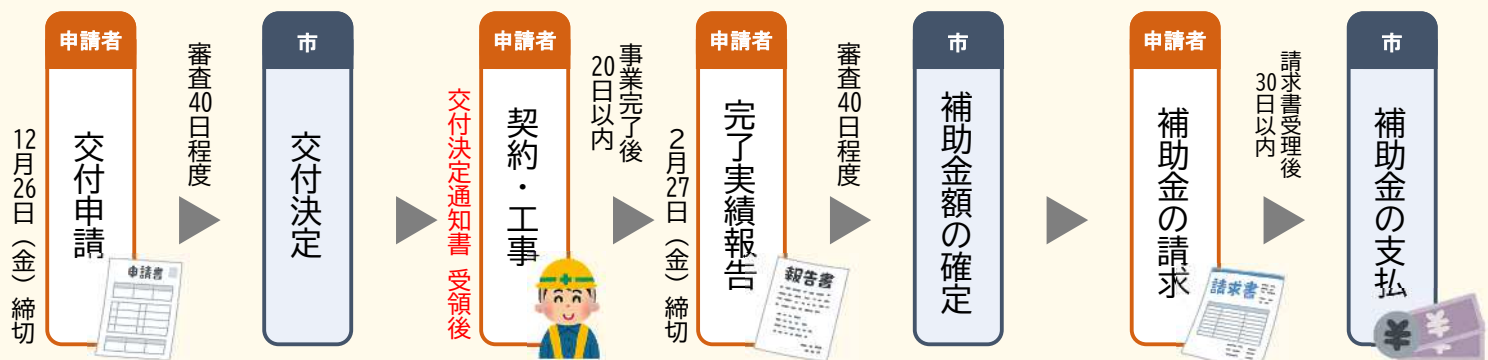 12月26日（金）締切
申請者
交付申請
申請書
審査40日程度
市
交付決定
交付決定通知書 受領後
申請者
契約・工事
事業完了後
20日以内
2月27日（金）締切
申請者
完了実績報告
報告書
審査40日程度
市
補助金額の確定
申請者
補助金の請求
請求書
請求書受理後
30日以内
市
補助金の支払
¥
¥